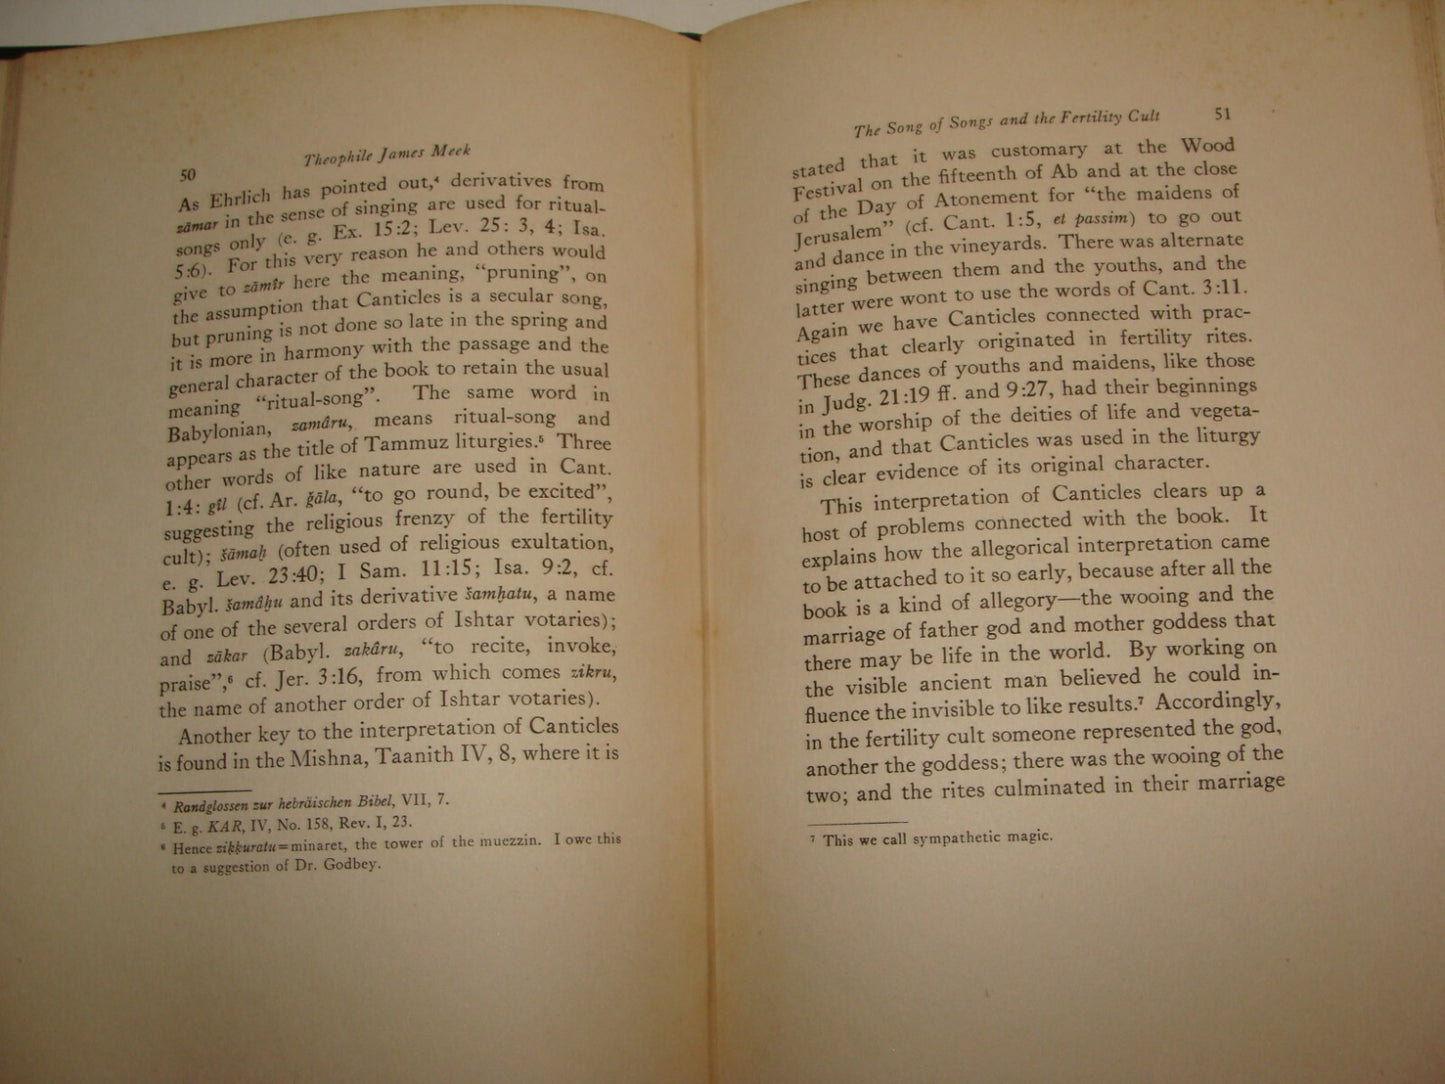 50
Theophile James Meek
As Ehrlich has pointed out,⁴ derivatives from
zāmar in the sense of singing are used for ritual-
songs only (e. g. Ex. 15:2; Lev. 25: 3, 4; Isa.
5:6). For this very reason he and others would
give to zāmîr here the meaning, “pruning”, on
the assumption that Canticles is a secular song,
but pruning is not done so late in the spring and
it is more in harmony with the passage and the
general character of the book to retain the usual
meaning “ritual-song”. The same word in
Babylonian, zamâru, means ritual-song and
appears as the title of Tammuz liturgies.⁵ Three
other words of like nature are used in Cant.
1:4: gîl (cf. Ar. ǧāla, “to go round, be excited”,
suggesting the religious frenzy of the fertility
cult); šāmaḥ (often used of religious exultation,
e. g. Lev. 23:40; I Sam. 11:15; Isa. 9:2, cf.
Babyl. šamâḫu and its derivative šamḫatu, a name
of one of the several orders of Ishtar votaries);
and zākar (Babyl. zakâru, “to recite, invoke,
praise”,⁶ cf. Jer. 3:16, from which comes zikru,
the name of another order of Ishtar votaries).
Another key to the interpretation of Canticles
is found in the Mishna, Taanith IV, 8, where it is
⁴ Randglossen zur hebräischen Bibel, VII, 7.
⁵ E. g. KAR, IV, No. 158, Rev. I, 23.
⁶ Hence ziḳḳuratu=minaret, the tower of the muezzin. I owe this
to a suggestion of Dr. Godbey.
The Song of Songs and the Fertility Cult
51
stated that it was customary at the Wood
Festival on the fifteenth of Ab and at the close
of the Day of Atonement for “the maidens of
Jerusalem” (cf. Cant. 1:5, et passim) to go out
and dance in the vineyards. There was alternate
singing between them and the youths, and the
latter were wont to use the words of Cant. 3:11.
Again we have Canticles connected with prac-
tices that clearly originated in fertility rites.
These dances of youths and maidens, like those
in Judg. 21:19 ff. and 9:27, had their beginnings
in the worship of the deities of life and vegeta-
tion, and that Canticles was used in the liturgy
is clear evidence of its original character.
This interpretation of Canticles clears up a
host of problems connected with the book. It
explains how the allegorical interpretation came
to be attached to it so early, because after all the
book is a kind of allegory—the wooing and the
marriage of father god and mother goddess that
there may be life in the world. By working on
the visible ancient man believed he could in-
fluence the invisible to like results.⁷ Accordingly,
in the fertility cult someone represented the god,
another the goddess; there was the wooing of the
two; and the rites culminated in their marriage
⁷ This we call sympathetic magic.